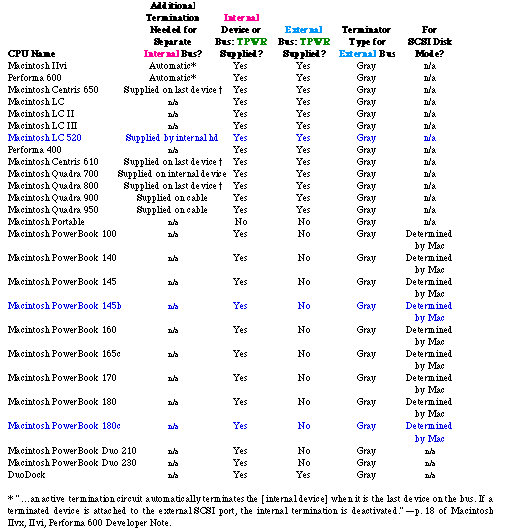 Additional
Termination Internal
Needed for Device or External Terminator For
Separate Bus: TPWR Bus: TPWR Type for SCSI Disk
CPU Name Internal Bus? Supplied? Supplied? External Bus Mode?
Macintosh IIvi Automatic* Yes Yes Gray n/a
Performa 600 Automatic* Yes Yes Gray n/a
Macintosh Centris 650 Supplied on last device † Yes Yes Gray n/a
Macintosh LC n/a Yes Yes Gray n/a
Macintosh LC II n/a Yes Yes Gray n/a
Macintosh LC III n/a Yes Yes Gray n/a
Macintosh LC 520 Supplied by internal hd Yes Yes Gray n/a
Performa 400 n/a Yes Yes Gray n/a
Macintosh Centris 610 Supplied on last device † Yes Yes Gray n/a
Macintosh Quadra 700 Supplied on internal device Yes Yes Gray n/a
Macintosh Quadra 800 Supplied on last device † Yes Yes Gray n/a
Macintosh Quadra 900 Supplied on cable Yes Yes Gray n/a
Macintosh Quadra 950 Supplied on cable Yes Yes Gray n/a
Macintosh Portable n/a No No Gray n/a
Macintosh PowerBook 100 n/a Yes No Gray Determined
by Mac
Macintosh PowerBook 140 n/a Yes No Gray Determined
by Mac
Macintosh PowerBook 145 n/a Yes No Gray Determined
by Mac
Macintosh PowerBook 145b n/a Yes No Gray Determined
by Mac
Macintosh PowerBook 160 n/a Yes No Gray Determined
by Mac
Macintosh PowerBook 165c n/a Yes No Gray Determined
by Mac
Macintosh PowerBook 170 n/a Yes No Gray Determined
by Mac
Macintosh PowerBook 180 n/a Yes No Gray Determined
by Mac
Macintosh PowerBook 180c n/a Yes No Gray Determined
by Mac
Macintosh PowerBook Duo 210 n/a Yes No Gray n/a
Macintosh PowerBook Duo 230 n/a Yes No Gray n/a
DuoDock n/a Yes Yes Gray n/a
* "…an active termination circuit automatically terminates the [internal device] when it is the last device on the bus. If a
terminated device is attached to the external SCSI port, the internal termination is deactivated." —p. 18 of Macintosh
IIvx, IIvi, Performa 600 Developer Note.